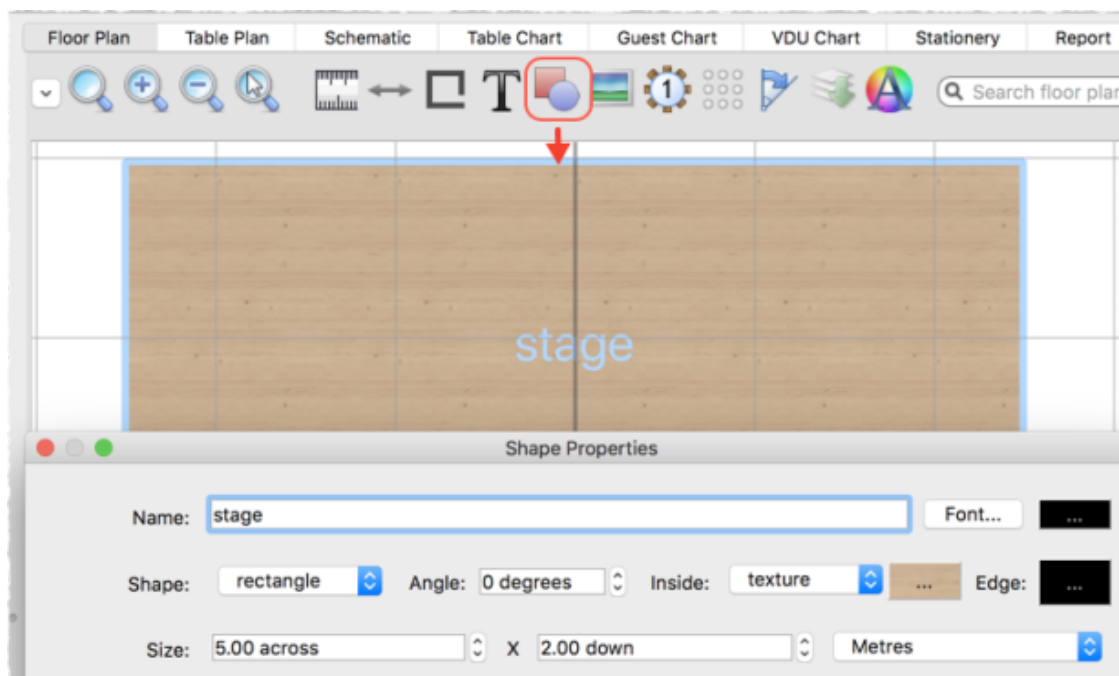 Floor Plan Table Plan Schematic Table Chart Guest Chart VDU Chart Stationery Report
T 1 A Search floor plan
stage
Shape Properties
Name: stage Font... ...
Shape: rectangle Angle: 0 degrees Inside: texture ... Edge: ...
Size: 5.00 across X 2.00 down Metres